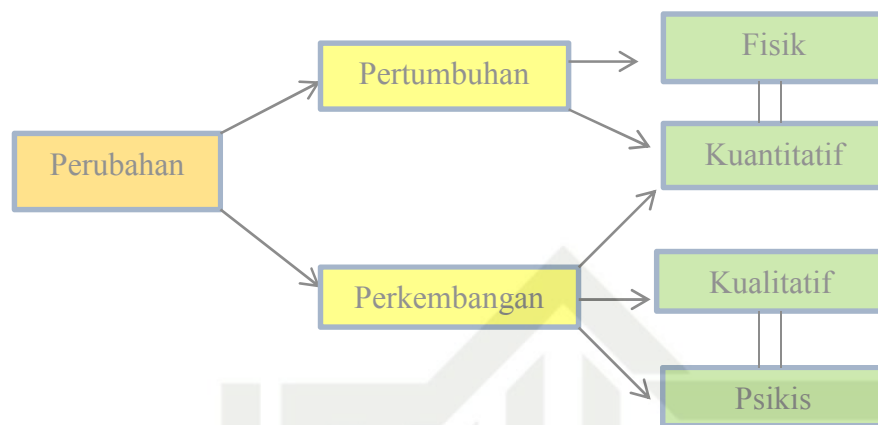 Perubahan
Pertumbuhan
Perkembangan
Fisik
Kuantitatif
Kualitatif
Psikis